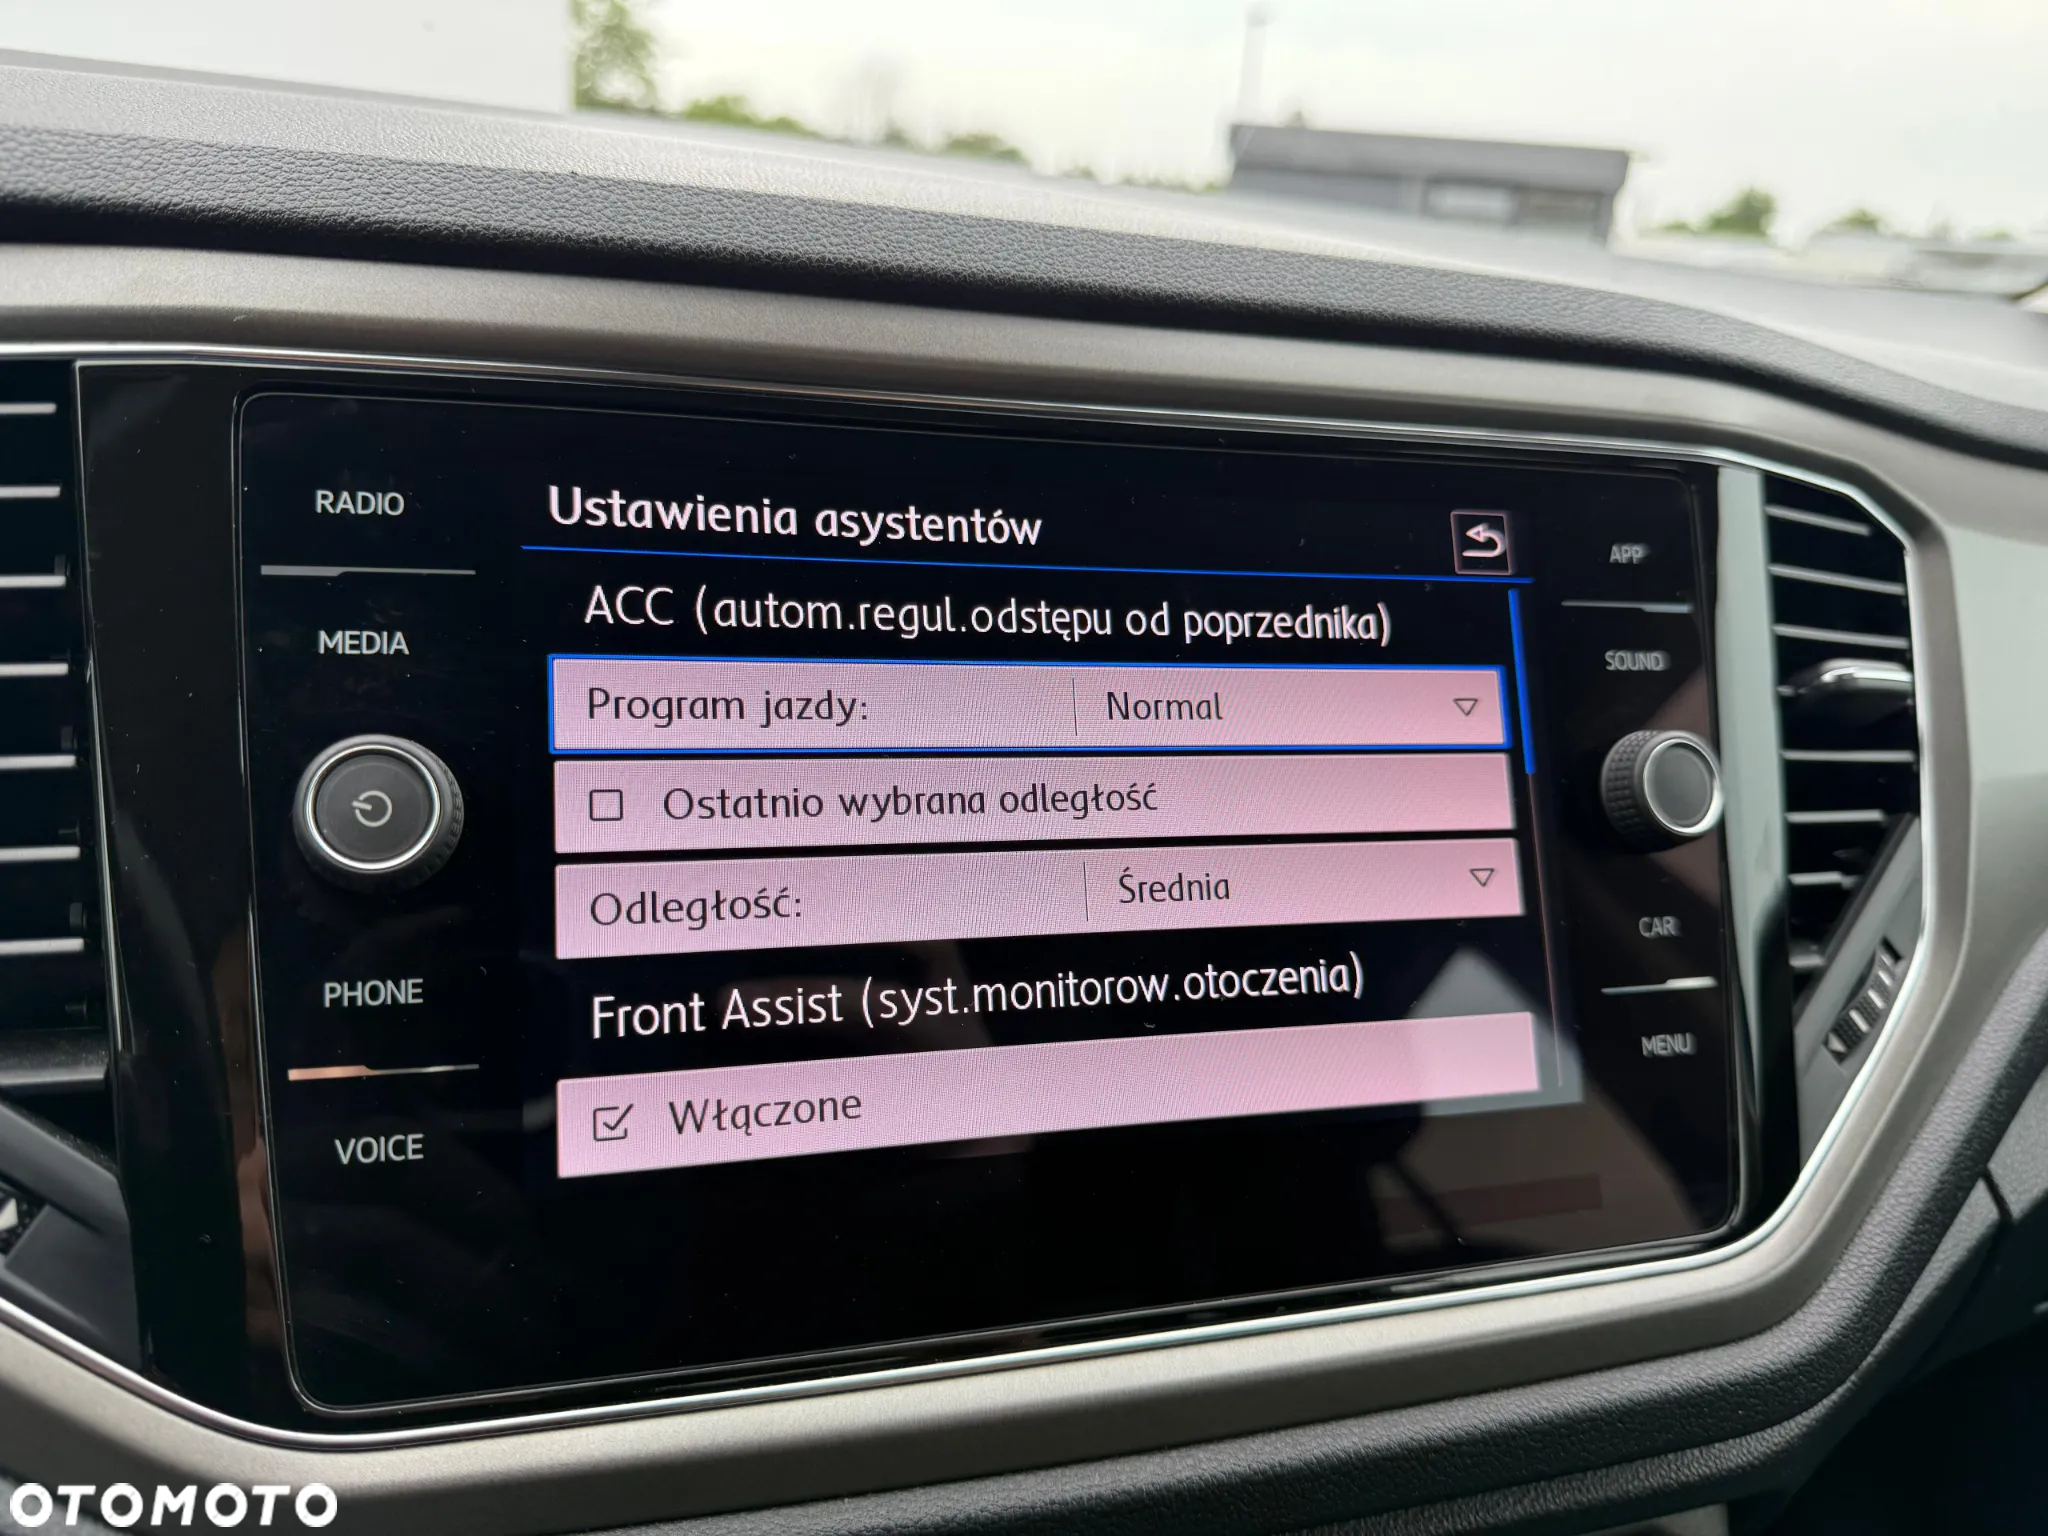 RADIO
MEDIA
PHONE
VOICE
Ustawienia asystentów
ACC (autom.regul.odstępu od poprzednika)
Program jazdy: Normal
Ostatnio wybrana odległość
Odległość: Średnia
Front Assist (syst.monitorow.otoczenia)
Włączone
APP
SOUND
CAR
MENU
OTOMOTO